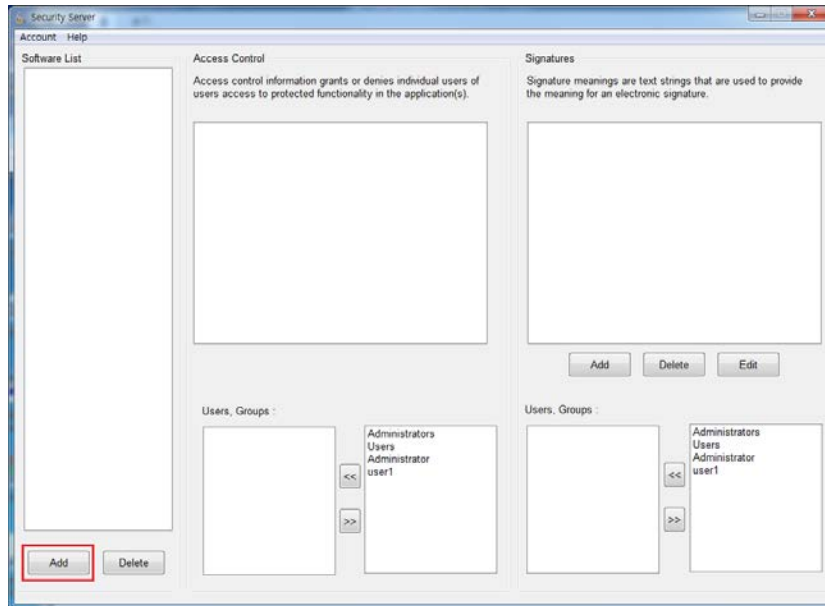 Security Server
Account Help
Software List
Add
Delete
Access Control
Access control information grants or denies individual users of
users access to protected functionality in the application(s).
Users, Groups :
<<
>>
Administrators
Users
Administrator
user1
Signatures
Signature meanings are text strings that are used to provide
the meaning for an electronic signature.
Add
Delete
Edit
Users, Groups :
<<
>>
Administrators
Users
Administrator
user1